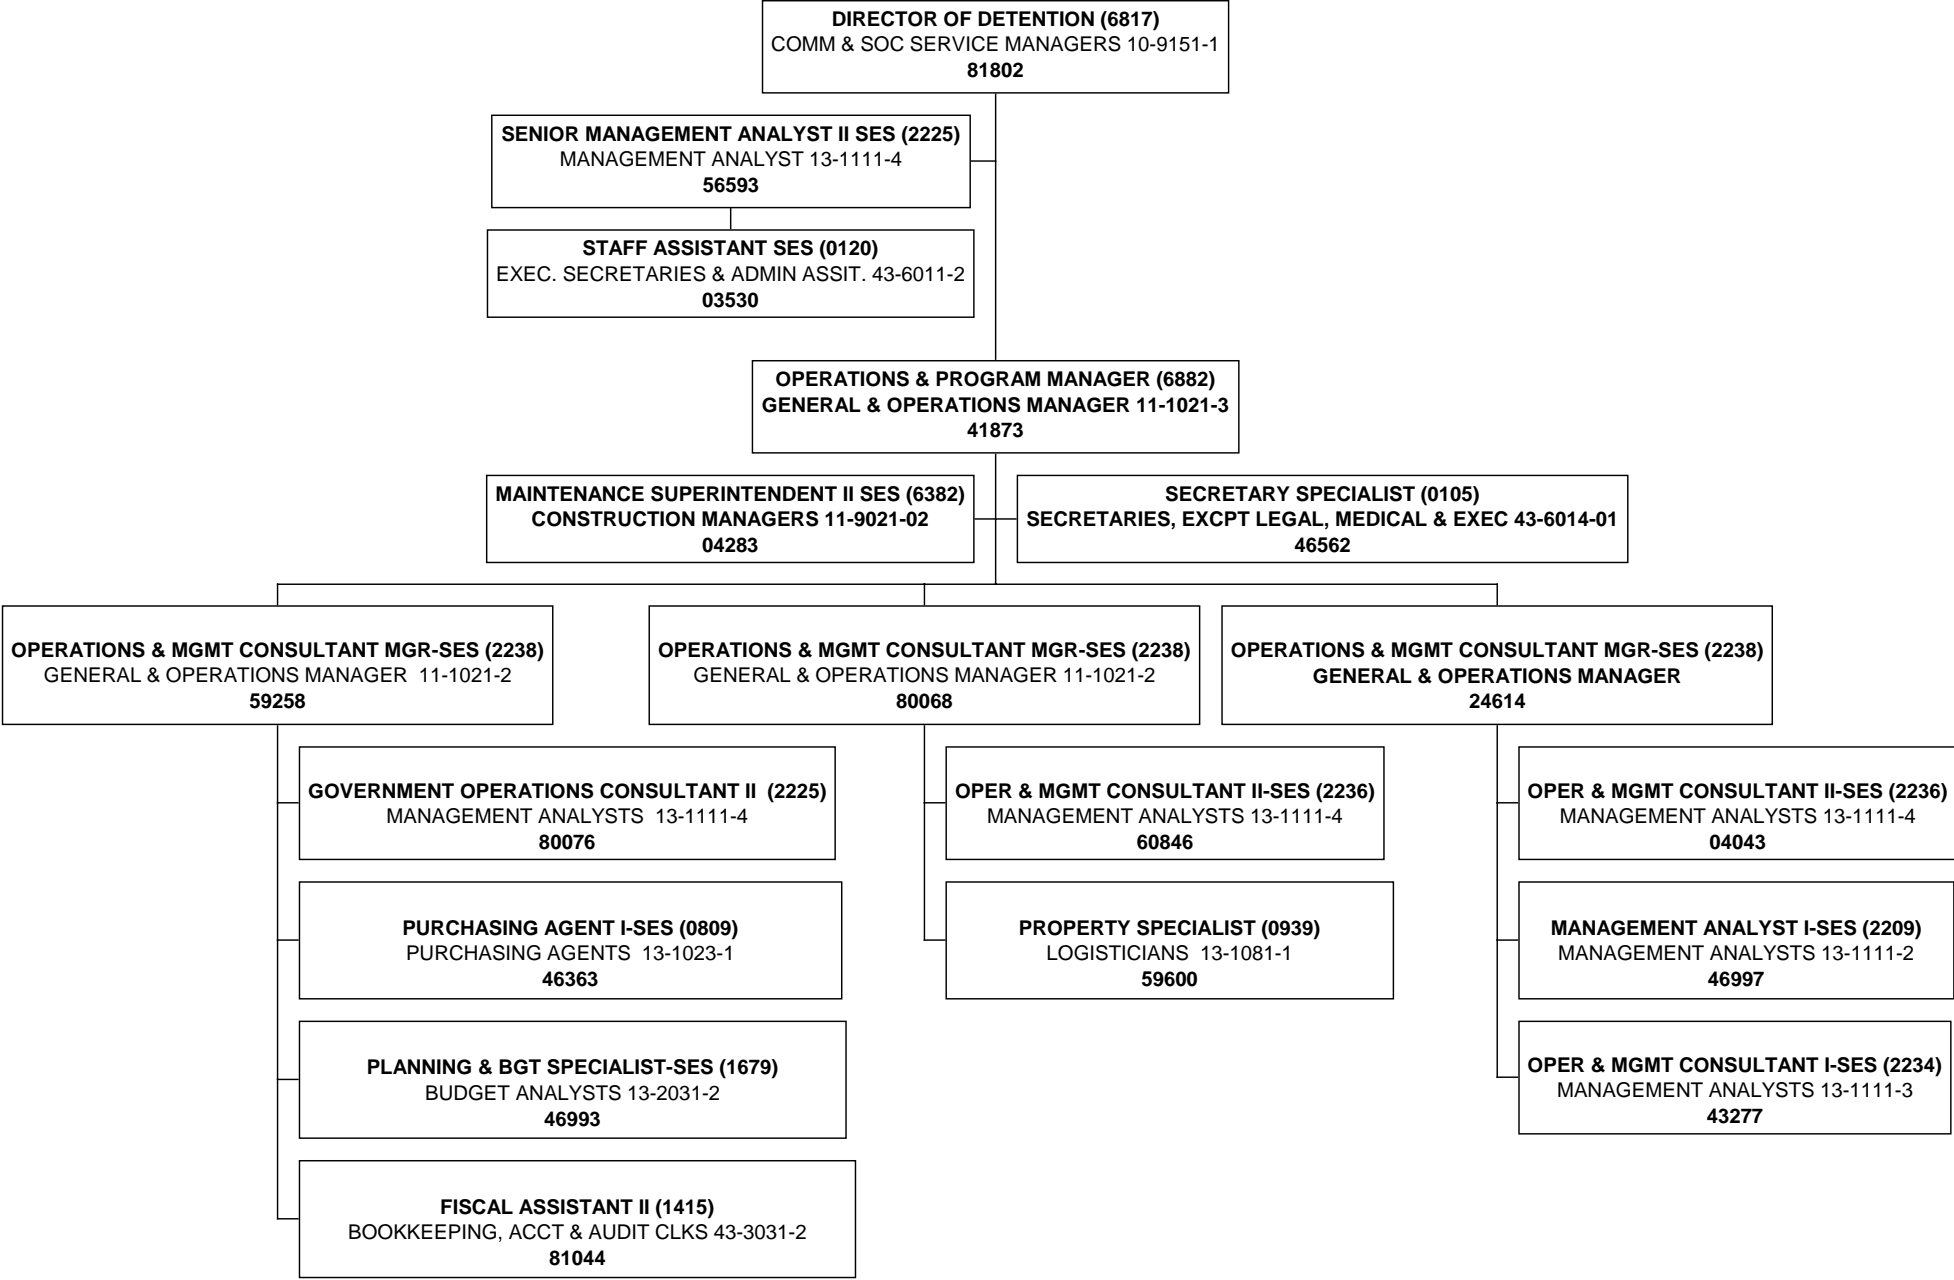 DIRECTOR OF DETENTION (6817)
COMM & SOC SERVICE MANAGERS 10-9151-1
81802
SENIOR MANAGEMENT ANALYST II SES (2225)
MANAGEMENT ANALYST 13-1111-4
56593
STAFF ASSISTANT SES (0120)
EXEC. SECRETARIES & ADMIN ASSIT. 43-6011-2
03530
OPERATIONS & PROGRAM MANAGER (6882)
GENERAL & OPERATIONS MANAGER 11-1021-3
41873
MAINTENANCE SUPERINTENDENT II SES (6382)
CONSTRUCTION MANAGERS 11-9021-02
04283
SECRETARY SPECIALIST (0105)
SECRETARIES, EXCPT LEGAL, MEDICAL & EXEC 43-6014-01
46562
OPERATIONS & MGMT CONSULTANT MGR-SES (2238)
GENERAL & OPERATIONS MANAGER 11-1021-2
59258
GOVERNMENT OPERATIONS CONSULTANT II (2225)
MANAGEMENT ANALYSTS 13-1111-4
80076
PURCHASING AGENT I-SES (0809)
PURCHASING AGENTS 13-1023-1
46363
PLANNING & BGT SPECIALIST-SES (1679)
BUDGET ANALYSTS 13-2031-2
46993
FISCAL ASSISTANT II (1415)
BOOKKEEPING, ACCT & AUDIT CLKS 43-3031-2
81044
OPERATIONS & MGMT CONSULTANT MGR-SES (2238)
GENERAL & OPERATIONS MANAGER 11-1021-2
80068
OPER & MGMT CONSULTANT II-SES (2236)
MANAGEMENT ANALYSTS 13-1111-4
60846
PROPERTY SPECIALIST (0939)
LOGISTICIANS 13-1081-1
59600
OPERATIONS & MGMT CONSULTANT MGR-SES (2238)
GENERAL & OPERATIONS MANAGER
24614
OPER & MGMT CONSULTANT II-SES (2236)
MANAGEMENT ANALYSTS 13-1111-4
04043
MANAGEMENT ANALYST I-SES (2209)
MANAGEMENT ANALYSTS 13-1111-2
46997
OPER & MGMT CONSULTANT I-SES (2234)
MANAGEMENT ANALYSTS 13-1111-3
43277